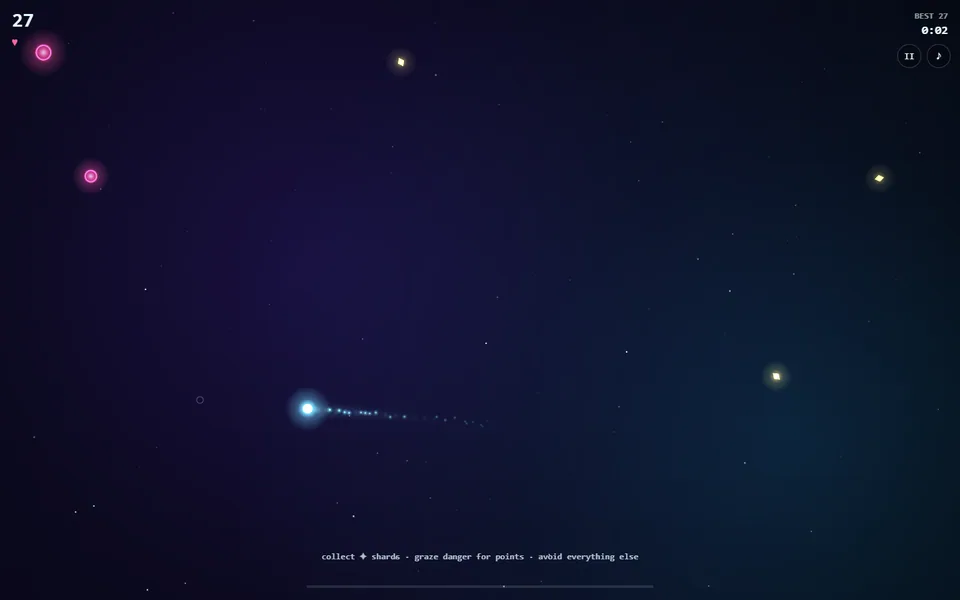 27
♥
BEST 27
0:02
II
♪
collect ✦ shards · graze danger for points · avoid everything else